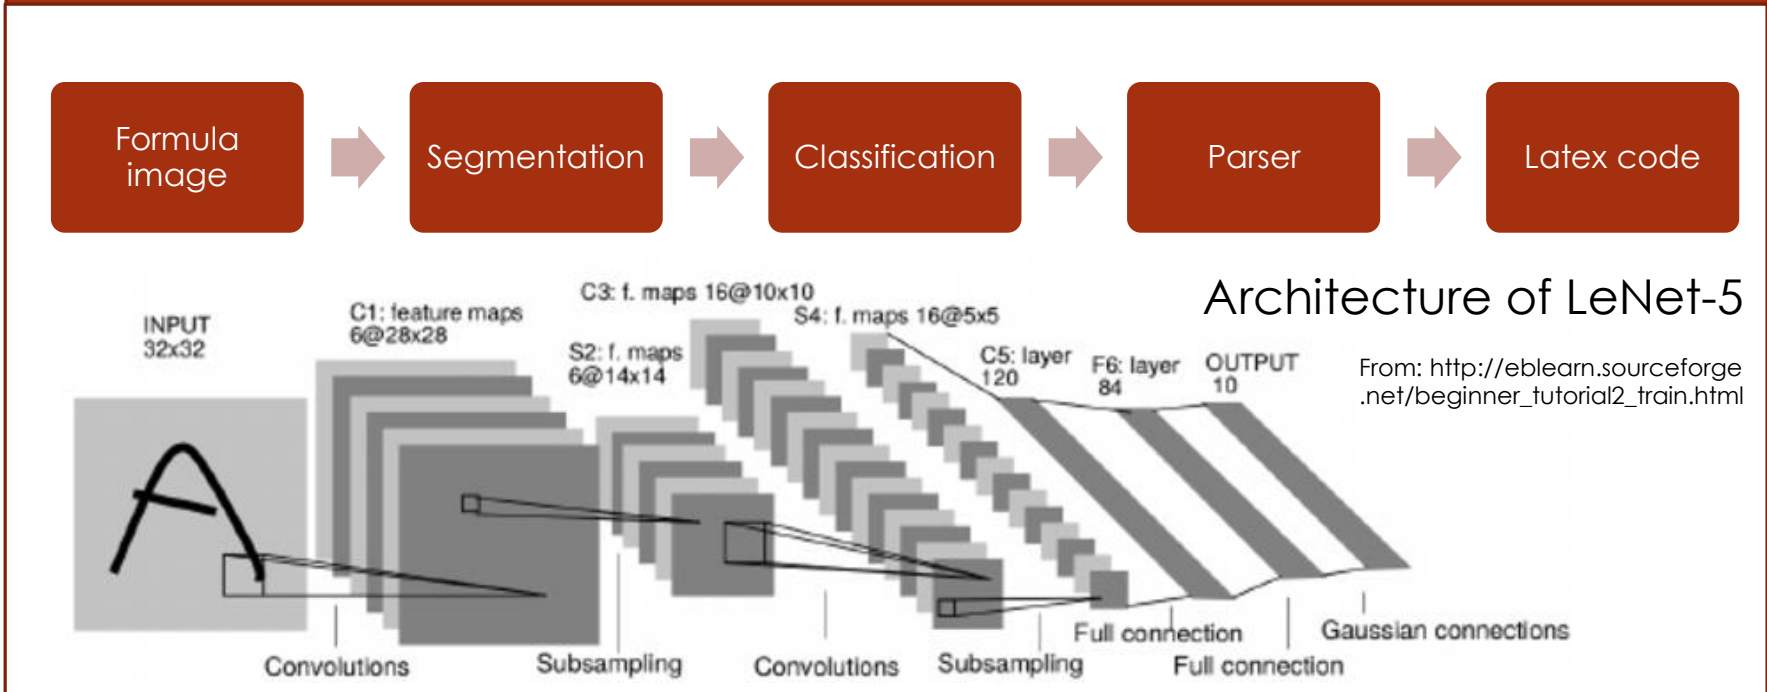 Formula
image
Segmentation
Classification
Parser
Latex code
Architecture of LeNet-5
From: http://eblearn.sourceforge
.net/beginner_tutorial2_train.html
INPUT
32x32
C1: feature maps
6@28x28
S2: f. maps
6@14x14
C3: f. maps 16@10x10
S4: f. maps 16@5x5
C5: layer
120
F6: layer
84
OUTPUT
10
A
Convolutions
Subsampling
Convolutions
Subsampling
Full connection
Full connection
Gaussian connections